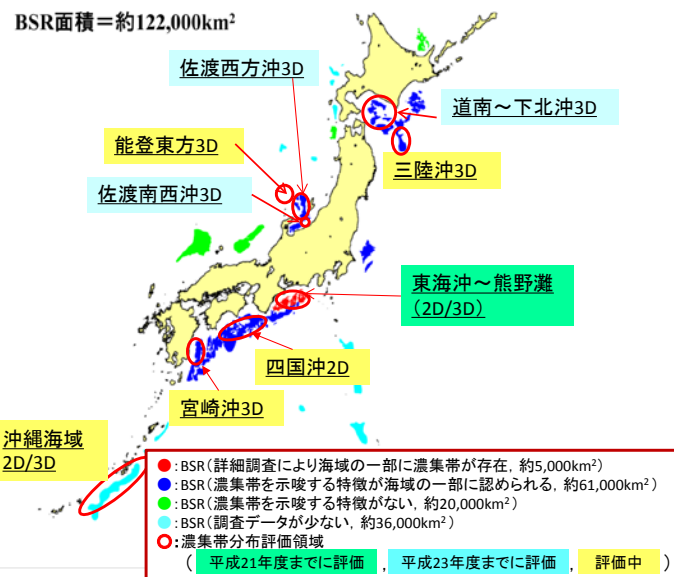 BSR面積＝約122,000km²
佐渡西方沖3D
道南～下北沖3D
能登東方3D
三陸沖3D
佐渡南西沖3D
東海沖～熊野灘
（2D/3D）
四国沖2D
宮崎沖3D
沖縄海域
2D/3D
●：BSR（詳細調査により海域の一部に濃集帯が存在，約5,000km²）
●：BSR（濃集帯を示唆する特徴が海域の一部に認められる，約61,000km²）
●：BSR（濃集帯を示唆する特徴がない，約20,000km²）
●：BSR（調査データが少ない，約36,000km²）
○：濃集帯分布評価領域
（ 平成21年度までに評価 ， 平成23年度までに評価 ， 評価中 ）